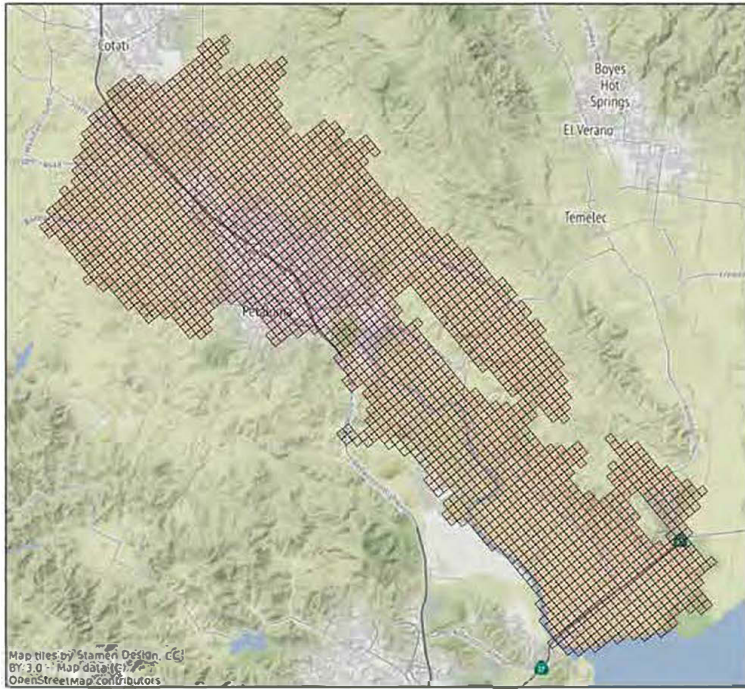 Cotati
Boyes
Hot
Springs
El Verano
Temelec
Petaluma
Map tiles by Stamen Design, CC
BY 3.0 - Map data (C)
OpenStreetMap contributors